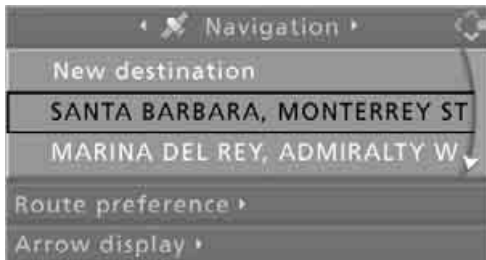 Navigation
New destination
SANTA BARBARA, MONTERREY ST
MARINA DEL REY, ADMIRALTY W
Route preference
Arrow display